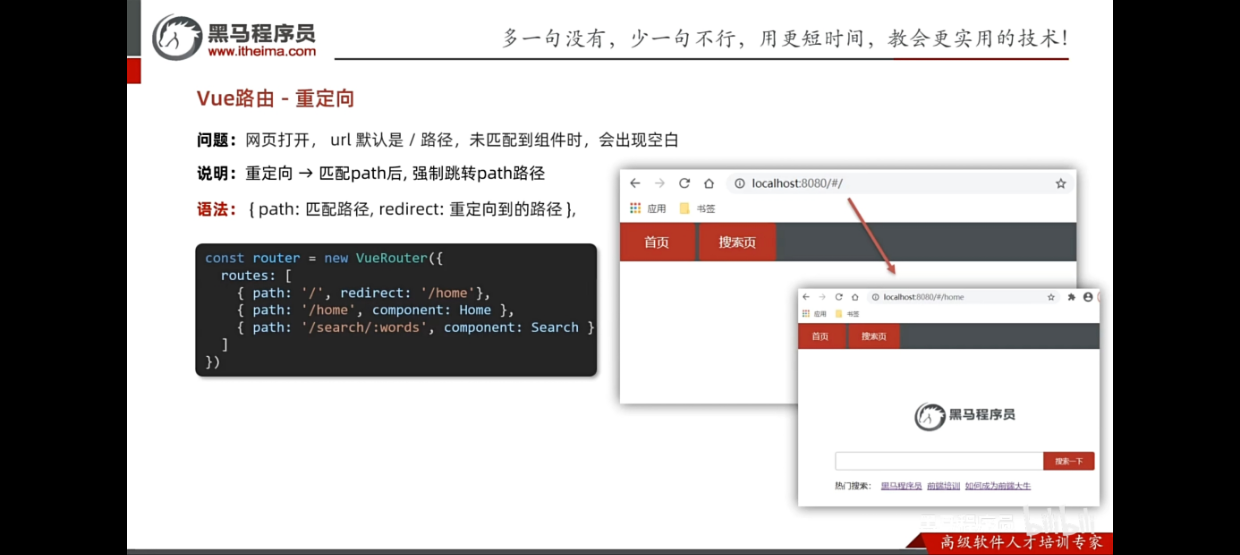 黑马程序员
www.itheima.com
多一句没有，少一句不行，用更短时间，教会更实用的技术！
Vue路由 - 重定向
问题：网页打开， url 默认是 / 路径，未匹配到组件时，会出现空白
说明：重定向 → 匹配path后, 强制跳转path路径
语法： { path: 匹配路径, redirect: 重定向到的路径 },
const router = new VueRouter({
routes: [
{ path: '/', redirect: '/home'},
{ path: '/home', component: Home },
{ path: '/search/:words', component: Search }
]
})
localhost:8080/#/
应用 书签
首页 搜索页
localhost:8080/#/home
应用 书签
首页 搜索页
黑马程序员
搜索一下
热门搜索： 黑马程序员 前端培训 如何成为前端大牛
bilibili
高级软件人才培训专家